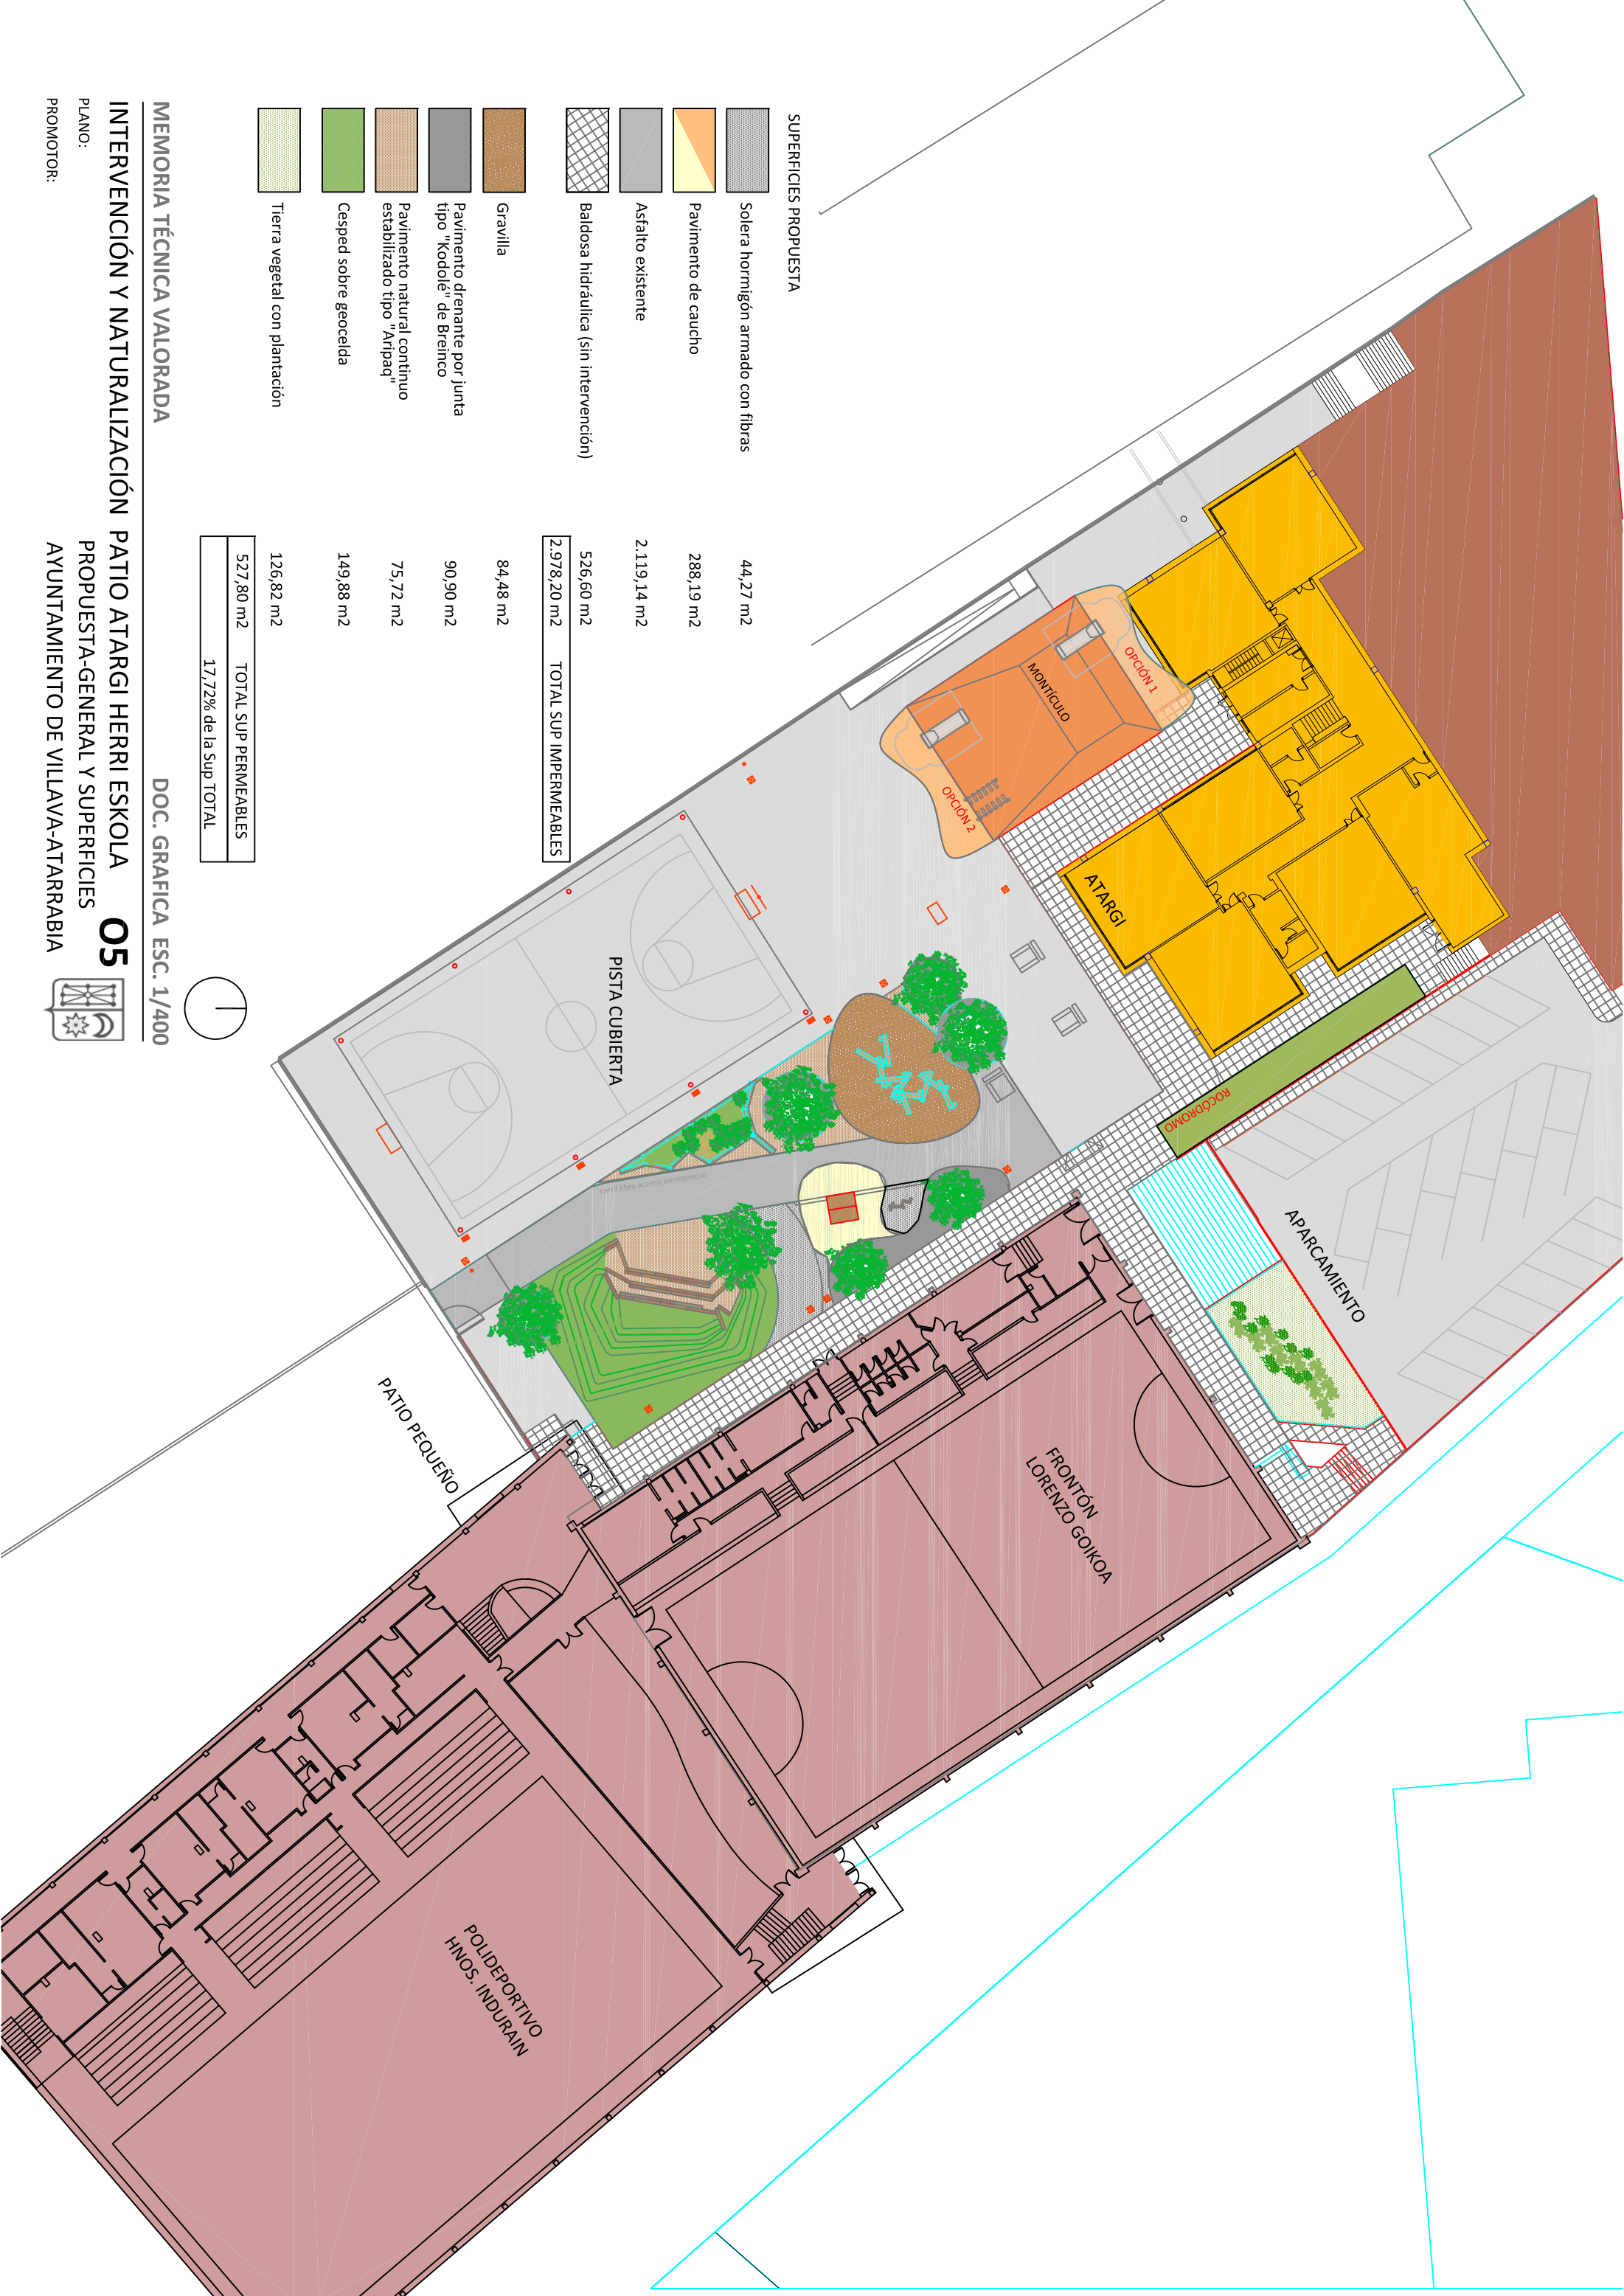 SUPERFICIES PROPUESTA
Solera hormigón armado con fibras 44,27 m2
Pavimento de caucho 288,19 m2
Asfalto existente 2.119,14 m2
Baldosa hidráulica (sin intervención) 526,60 m2
2.978,20 m2 TOTAL SUP IMPERMEABLES
Gravilla 84,48 m2
Pavimento drenante por junta
tipo "Kodolé" de Breinco 90,90 m2
Pavimento natural continuo
estabilizado tipo "Aripaq" 75,72 m2
Cesped sobre geocelda 149,88 m2
Tierra vegetal con plantación 126,82 m2
527,80 m2 TOTAL SUP PERMEABLES
17,72% de la Sup TOTAL
MEMORIA TÉCNICA VALORADA DOC. GRAFICA ESC. 1/400
INTERVENCIÓN Y NATURALIZACIÓN PATIO ATARGI HERRI ESKOLA
PLANO: PROPUESTA-GENERAL Y SUPERFICIES
O5
PROMOTOR: AYUNTAMIENTO DE VILLAVA-ATARRABIA
OPCIÓN 1
MONTÍCULO
OPCIÓN 2
ATARGI
ROCÓDROMO
APARCAMIENTO
PISTA CUBIERTA
carril libre acceso emergencias
PATIO PEQUEÑO
FRONTÓN
LORENZO GOIKOA
POLIDEPORTIVO
HNOS. INDURAIN